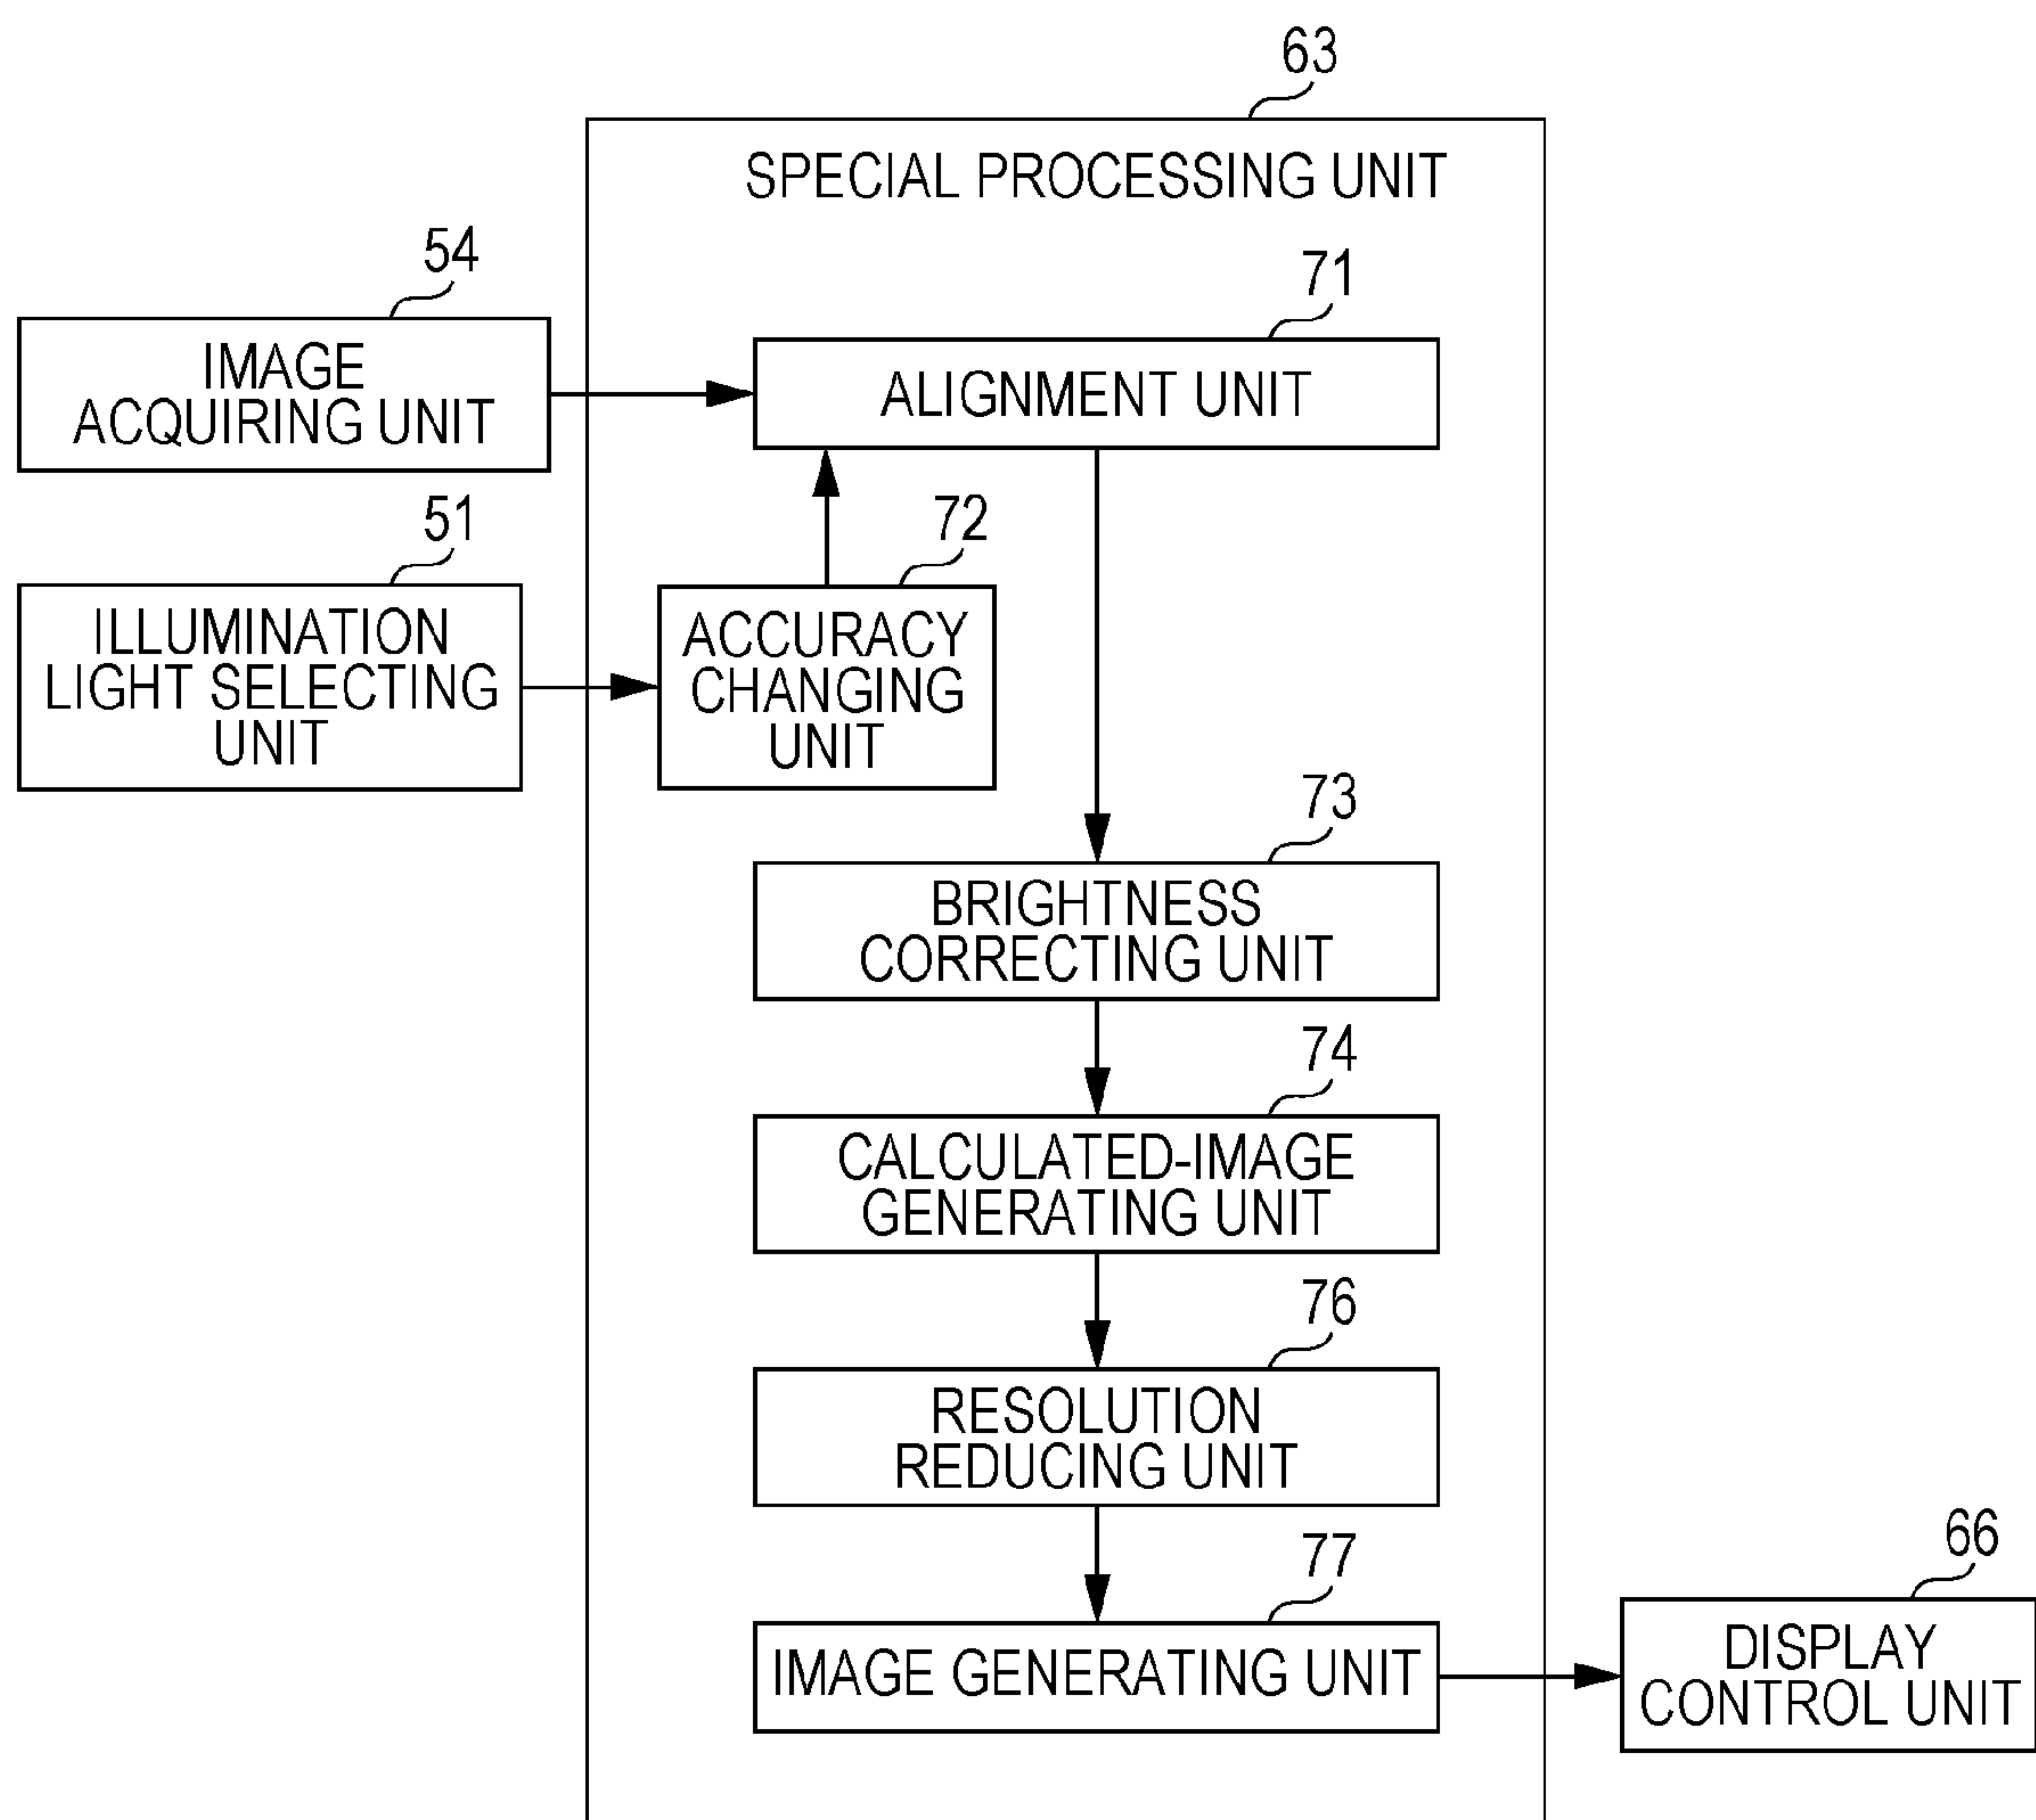 63
SPECIAL PROCESSING UNIT
54
IMAGE
ACQUIRING UNIT
71
ALIGNMENT UNIT
51
ILLUMINATION
LIGHT SELECTING
UNIT
72
ACCURACY
CHANGING
UNIT
73
BRIGHTNESS
CORRECTING UNIT
74
CALCULATED-IMAGE
GENERATING UNIT
76
RESOLUTION
REDUCING UNIT
77
IMAGE GENERATING UNIT
66
DISPLAY
CONTROL UNIT